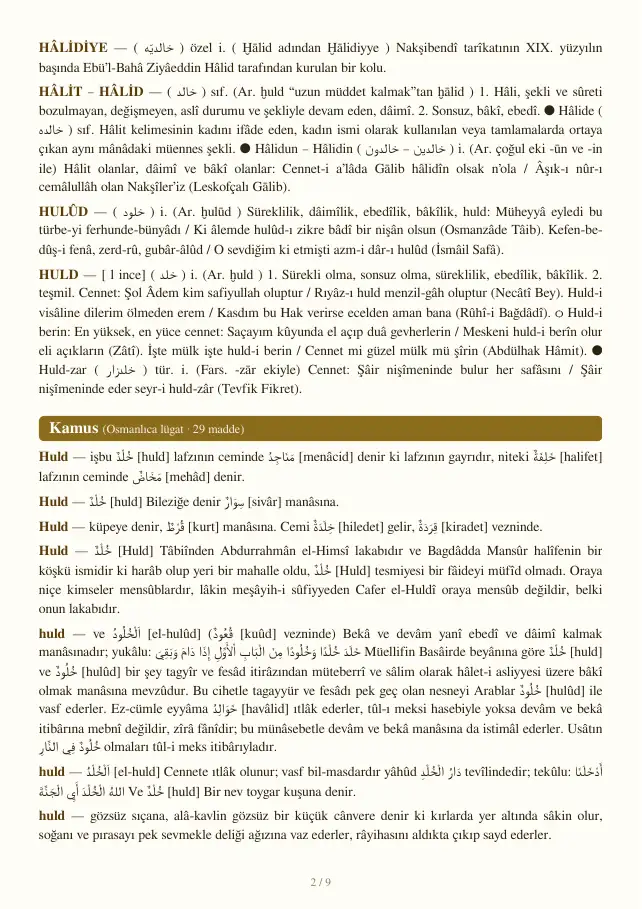 HÂLİDİYE — ( خالديّه ) özel i. ( Ḫālid adından Ḫālidiyye ) Nakşibendî tarîkatının XIX. yüzyılın
başında Ebü’l-Bahâ Ziyâeddin Hâlid tarafından kurulan bir kolu.
HÂLİT – HÂLİD — ( خالد ) sıf. (Ar. ḫuld “uzun müddet kalmak”tan ḫālid ) 1. Hâli, şekli ve sûreti
bozulmayan, değişmeyen, aslî durumu ve şekliyle devam eden, dâimî. 2. Sonsuz, bâkî, ebedî. ● Hâlide (
خالده ) sıf. Hâlit kelimesinin kadını ifâde eden, kadın ismi olarak kullanılan veya tamlamalarda ortaya
çıkan aynı mânâdaki müennes şekli. ● Hâlidun – Hâlidin ( خالدين – خالدون ) i. (Ar. çoğul eki -ūn ve -in
ile) Hâlit olanlar, dâimî ve bâkî olanlar: Cennet-i a’lâda Gālib hâlidîn olsak n’ola / Âşık-ı nûr-ı
cemâlullâh olan Nakşîler’iz (Leskofçalı Gālib).
HULÛD — ( خلود ) i. (Ar. ḫulūd ) Süreklilik, dâimîlik, ebedîlik, bâkîlik, huld: Müheyyâ eyledi bu
türbe-yi ferhunde-bünyâdı / Ki âlemde hulûd-ı zikre bâdî bir nişân olsun (Osmanzâde Tâib). Kefen-be-
dûş-i fenâ, zerd-rû, gubâr-âlûd / O sevdiğim ki etmişti azm-i dâr-ı hulûd (İsmâil Safâ).
HULD — [ l ince] ( خلد ) i. (Ar. ḫuld ) 1. Sürekli olma, sonsuz olma, süreklilik, ebedîlik, bâkîlik. 2.
teşmil. Cennet: Şol Âdem kim safiyullah oluptur / Rıyâz-ı huld menzil-gâh oluptur (Necâtî Bey). Huld-i
visâline dilerim ölmeden erem / Kasdım bu Hak verirse ecelden aman bana (Rûhî-i Bağdâdî). ○ Huld-i
berin: En yüksek, en yüce cennet: Saçayım kûyunda el açıp duâ gevherlerin / Meskeni huld-i berîn olur
eli açıkların (Zâtî). İşte mülk işte huld-i berin / Cennet mi güzel mülk mü şîrin (Abdülhak Hâmit). ●
Huld-zar ( خلدزار ) tür. i. (Fars. -zār ekiyle) Cennet: Şâir nişîmeninde bulur her safâsını / Şâir
nişîmeninde eder seyr-i huld-zâr (Tevfik Fikret).
Kamus (Osmanlıca lügat · 29 madde)
Huld — işbu خُلْدٌ [huld] lafzının ceminde مَنَاجِدُ [menâcid] denir ki lafzının gayrıdır, niteki خَلِفَةٌ [halifet]
lafzının ceminde مَخَاضٌ [mehâd] denir.
Huld — خُلْدٌ [huld] Bileziğe denir سِوَارٌ [sivâr] manâsına.
Huld — küpeye denir, قُرْطٌ [kurt] manâsına. Cemi خِلَدَةٌ [hiledet] gelir, قِرَدَةٌ [kiradet] vezninde.
Huld — خُلْدٌ [Huld] Tâbiînden Abdurrahmân el-Himsî lakabıdır ve Bagdâdda Mansûr halîfenin bir
köşkü ismidir ki harâb olup yeri bir mahalle oldu, خُلْدٌ [Huld] tesmiyesi bir fâideyi müfîd olmadı. Oraya
niçe kimseler mensûblardır, lâkin meşâyih-i sûfiyyeden Cafer el-Huldî oraya mensûb değildir, belki
onun lakabıdır.
huld — ve اَلْخُلُودُ [el-hulûd) (قُعُودٌ [kuûd] vezninde) Bekâ ve devâm yanî ebedî ve dâimî kalmak
manâsınadır; yukâlu: خَلَدَ خُلْدًا وَخُلُودًا مِنَ الْبَابِ الْأَوَّلِ إِذَا دَامَ وَبَقِيَ Müellifin Basâirde beyânına göre خُلْدٌ [huld]
ve خُلُودٌ [hulûd] bir şey tagyîr ve fesâd itirâzından müteberrî ve sâlim olarak hâlet-i asliyyesi üzere bâkî
olmak manâsına mevzûdur. Bu cihetle tagayyür ve fesâdı pek geç olan nesneyi Arablar خُلُودٌ [hulûd] ile
vasf ederler. Ez-cümle eyyâma خَوَالِدُ [havâlid] ıtlâk ederler, tûl-ı meksi hasebiyle yoksa devâm ve bekâ
itibârına mebnî değildir, zîrâ fânîdir; bu münâsebetle devâm ve bekâ manâsına da istimâl ederler. Usâtın
خُلُودٌ فِي النَّارِ olmaları tûl-i meks itibârıyladır.
huld — اَلْخُلْدُ [el-huld] Cennete ıtlâk olunur; vasf bil-masdardır yâhûd دَارُ الْخُلْدِ tevîlindedir; tekûlu: أَدْخَلَنَا
اللهُ الْخُلْدَ أَيِ الْجَنَّةَ Ve خُلْدٌ [huld] Bir nev toygar kuşuna denir.
huld — gözsüz sıçana, alâ-kavlin gözsüz bir küçük cânvere denir ki kırlarda yer altında sâkin olur,
soğanı ve pırasayı pek sevmekle deliği ağızına vaz ederler, râyihasını aldıkta çıkıp sayd ederler.
2 / 9